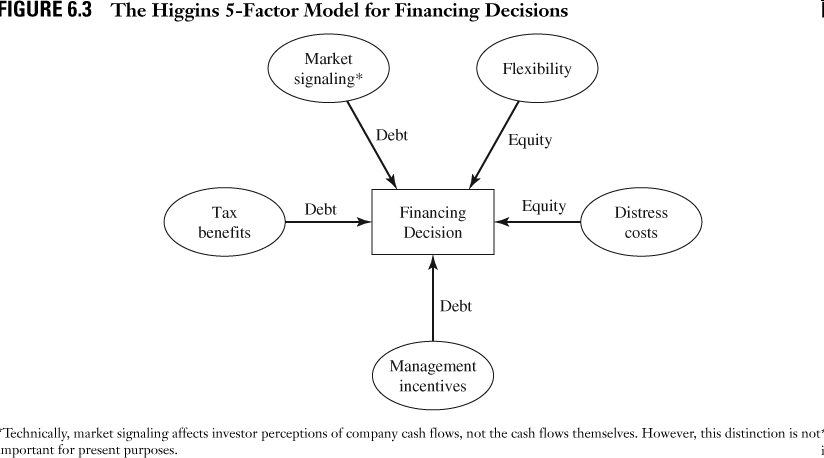 FIGURE 6.3 The Higgins 5-Factor Model for Financing Decisions
Market
signaling*
Flexibility
Debt
Equity
Tax
benefits
Debt
Financing
Decision
Equity
Distress
costs
Debt
Management
incentives
*Technically, market signaling affects investor perceptions of company cash flows, not the cash flows themselves. However, this distinction is not*
important for present purposes.